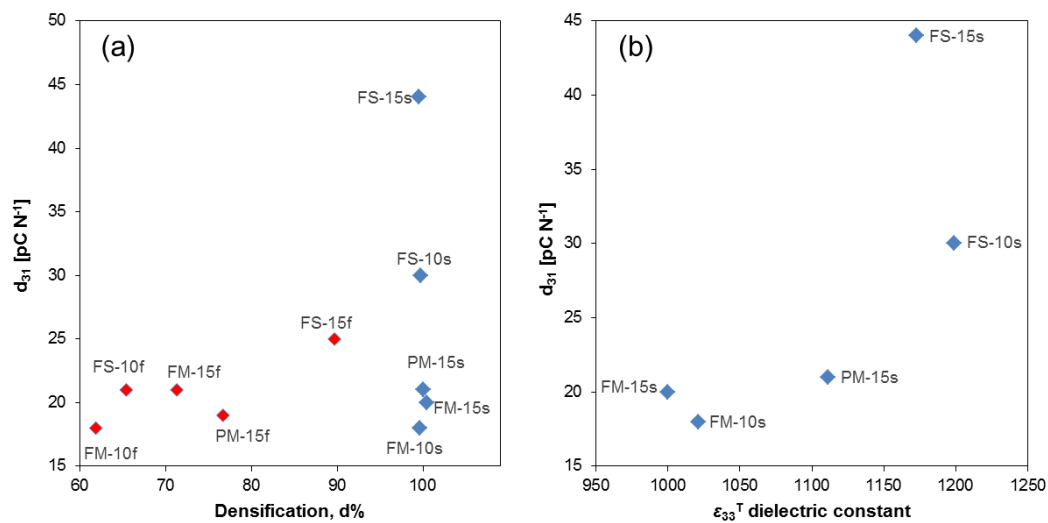 (a)
d31 [pC N-1]
50
45
40
35
30
25
20
15
FS-15s
FS-10s
FS-15f
FS-10f
FM-15f
PM-15s
FM-15s
PM-15f
FM-10f
FM-10s
60
70
80
90
100
Densification, d%
(b)
d31 [pC N-1]
45
40
35
30
25
20
15
FS-15s
FS-10s
FM-15s
PM-15s
FM-10s
950
1000
1050
1100
1150
1200
1250
ε33T dielectric constant